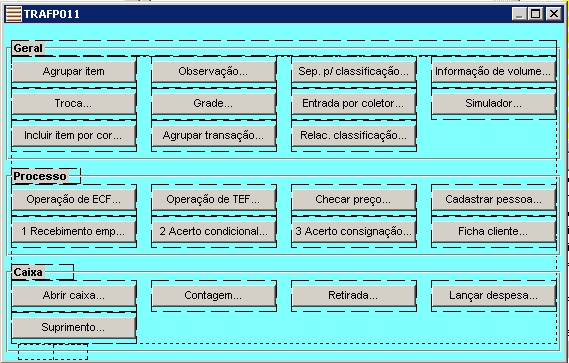 TRAFP011
Geral
Agrupar item
Observação...
Sep. p/ classificação...
Informação de volume...
Troca...
Grade...
Entrada por coletor...
Simulador...
Incluir item por cor...
Agrupar transação...
Relac. classificação...
Processo
Operação de ECF...
Operação de TEF...
Checar preço...
Cadastrar pessoa...
1 Recebimento emp...
2 Acerto condicional...
3 Acerto consignação...
Ficha cliente...
Caixa
Abrir caixa...
Contagem...
Retirada...
Lançar despesa...
Suprimento...